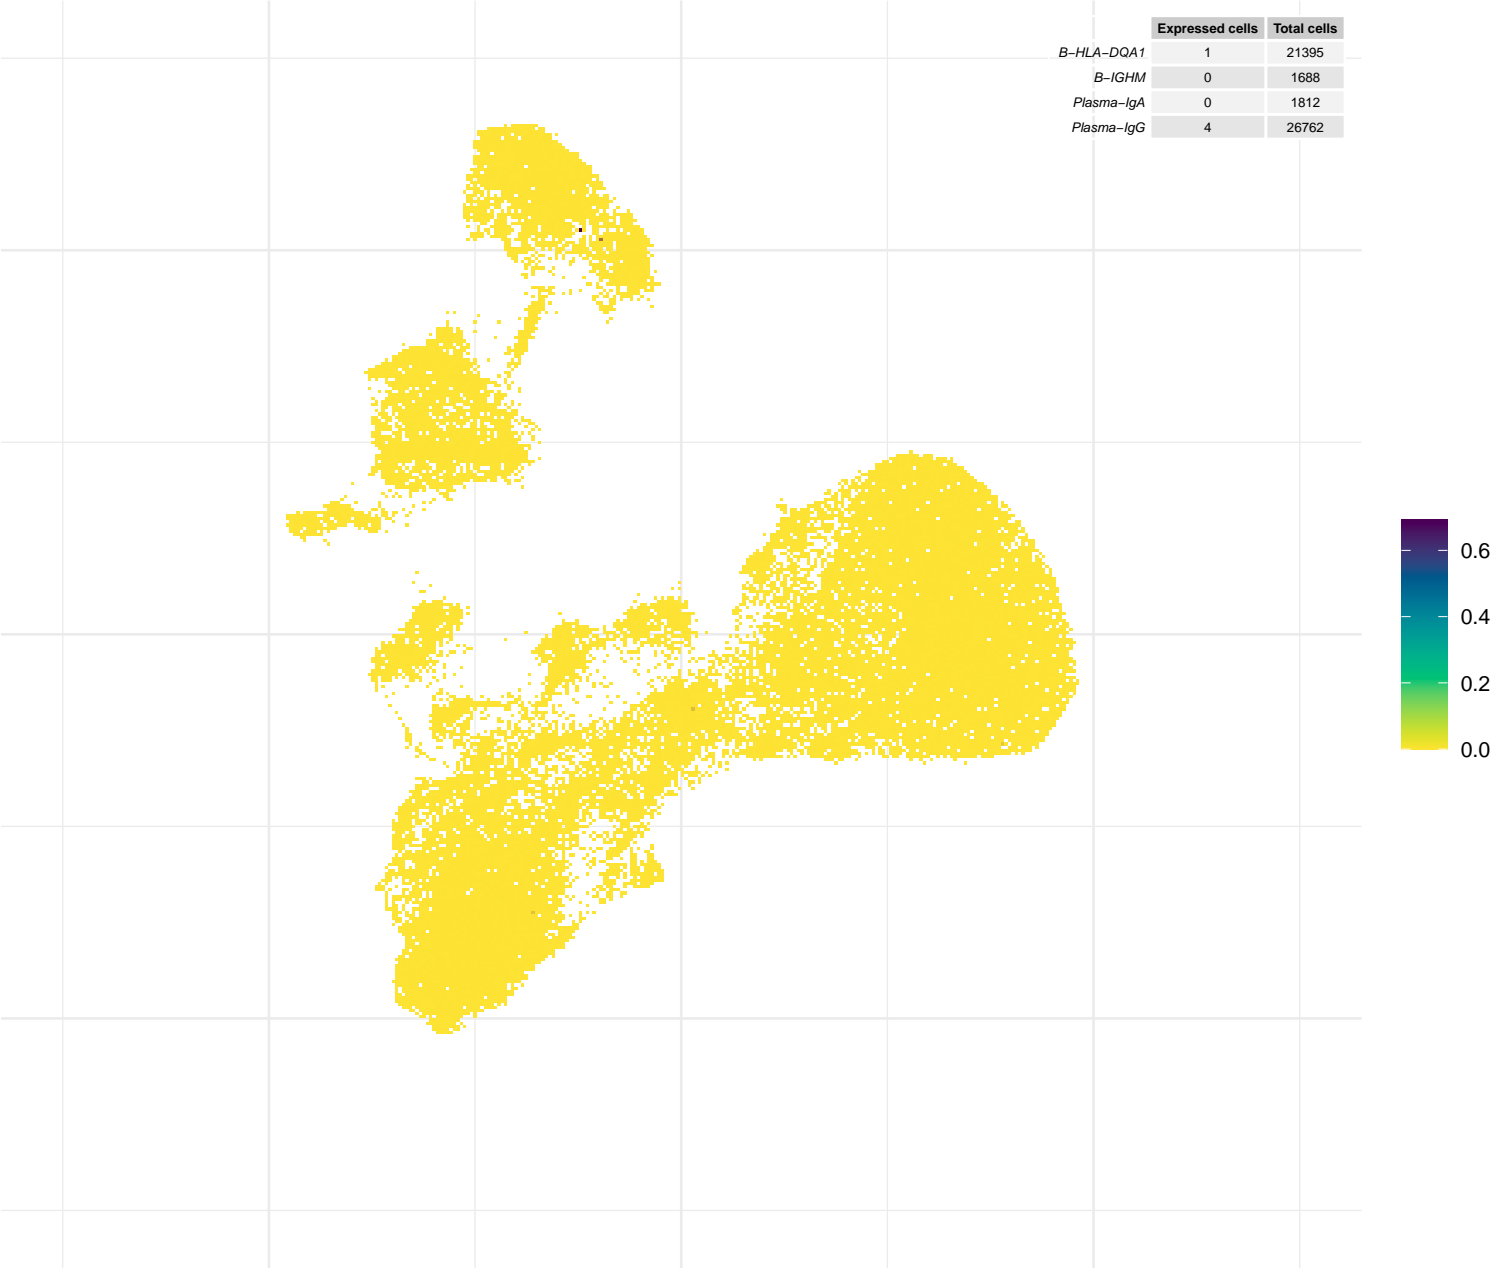 Expressed cells Total cells
B−HLA−DQA1 1 21395
B−IGHM 0 1688
Plasma−IgA 0 1812
Plasma−IgG 4 26762
0.6
0.4
0.2
0.0